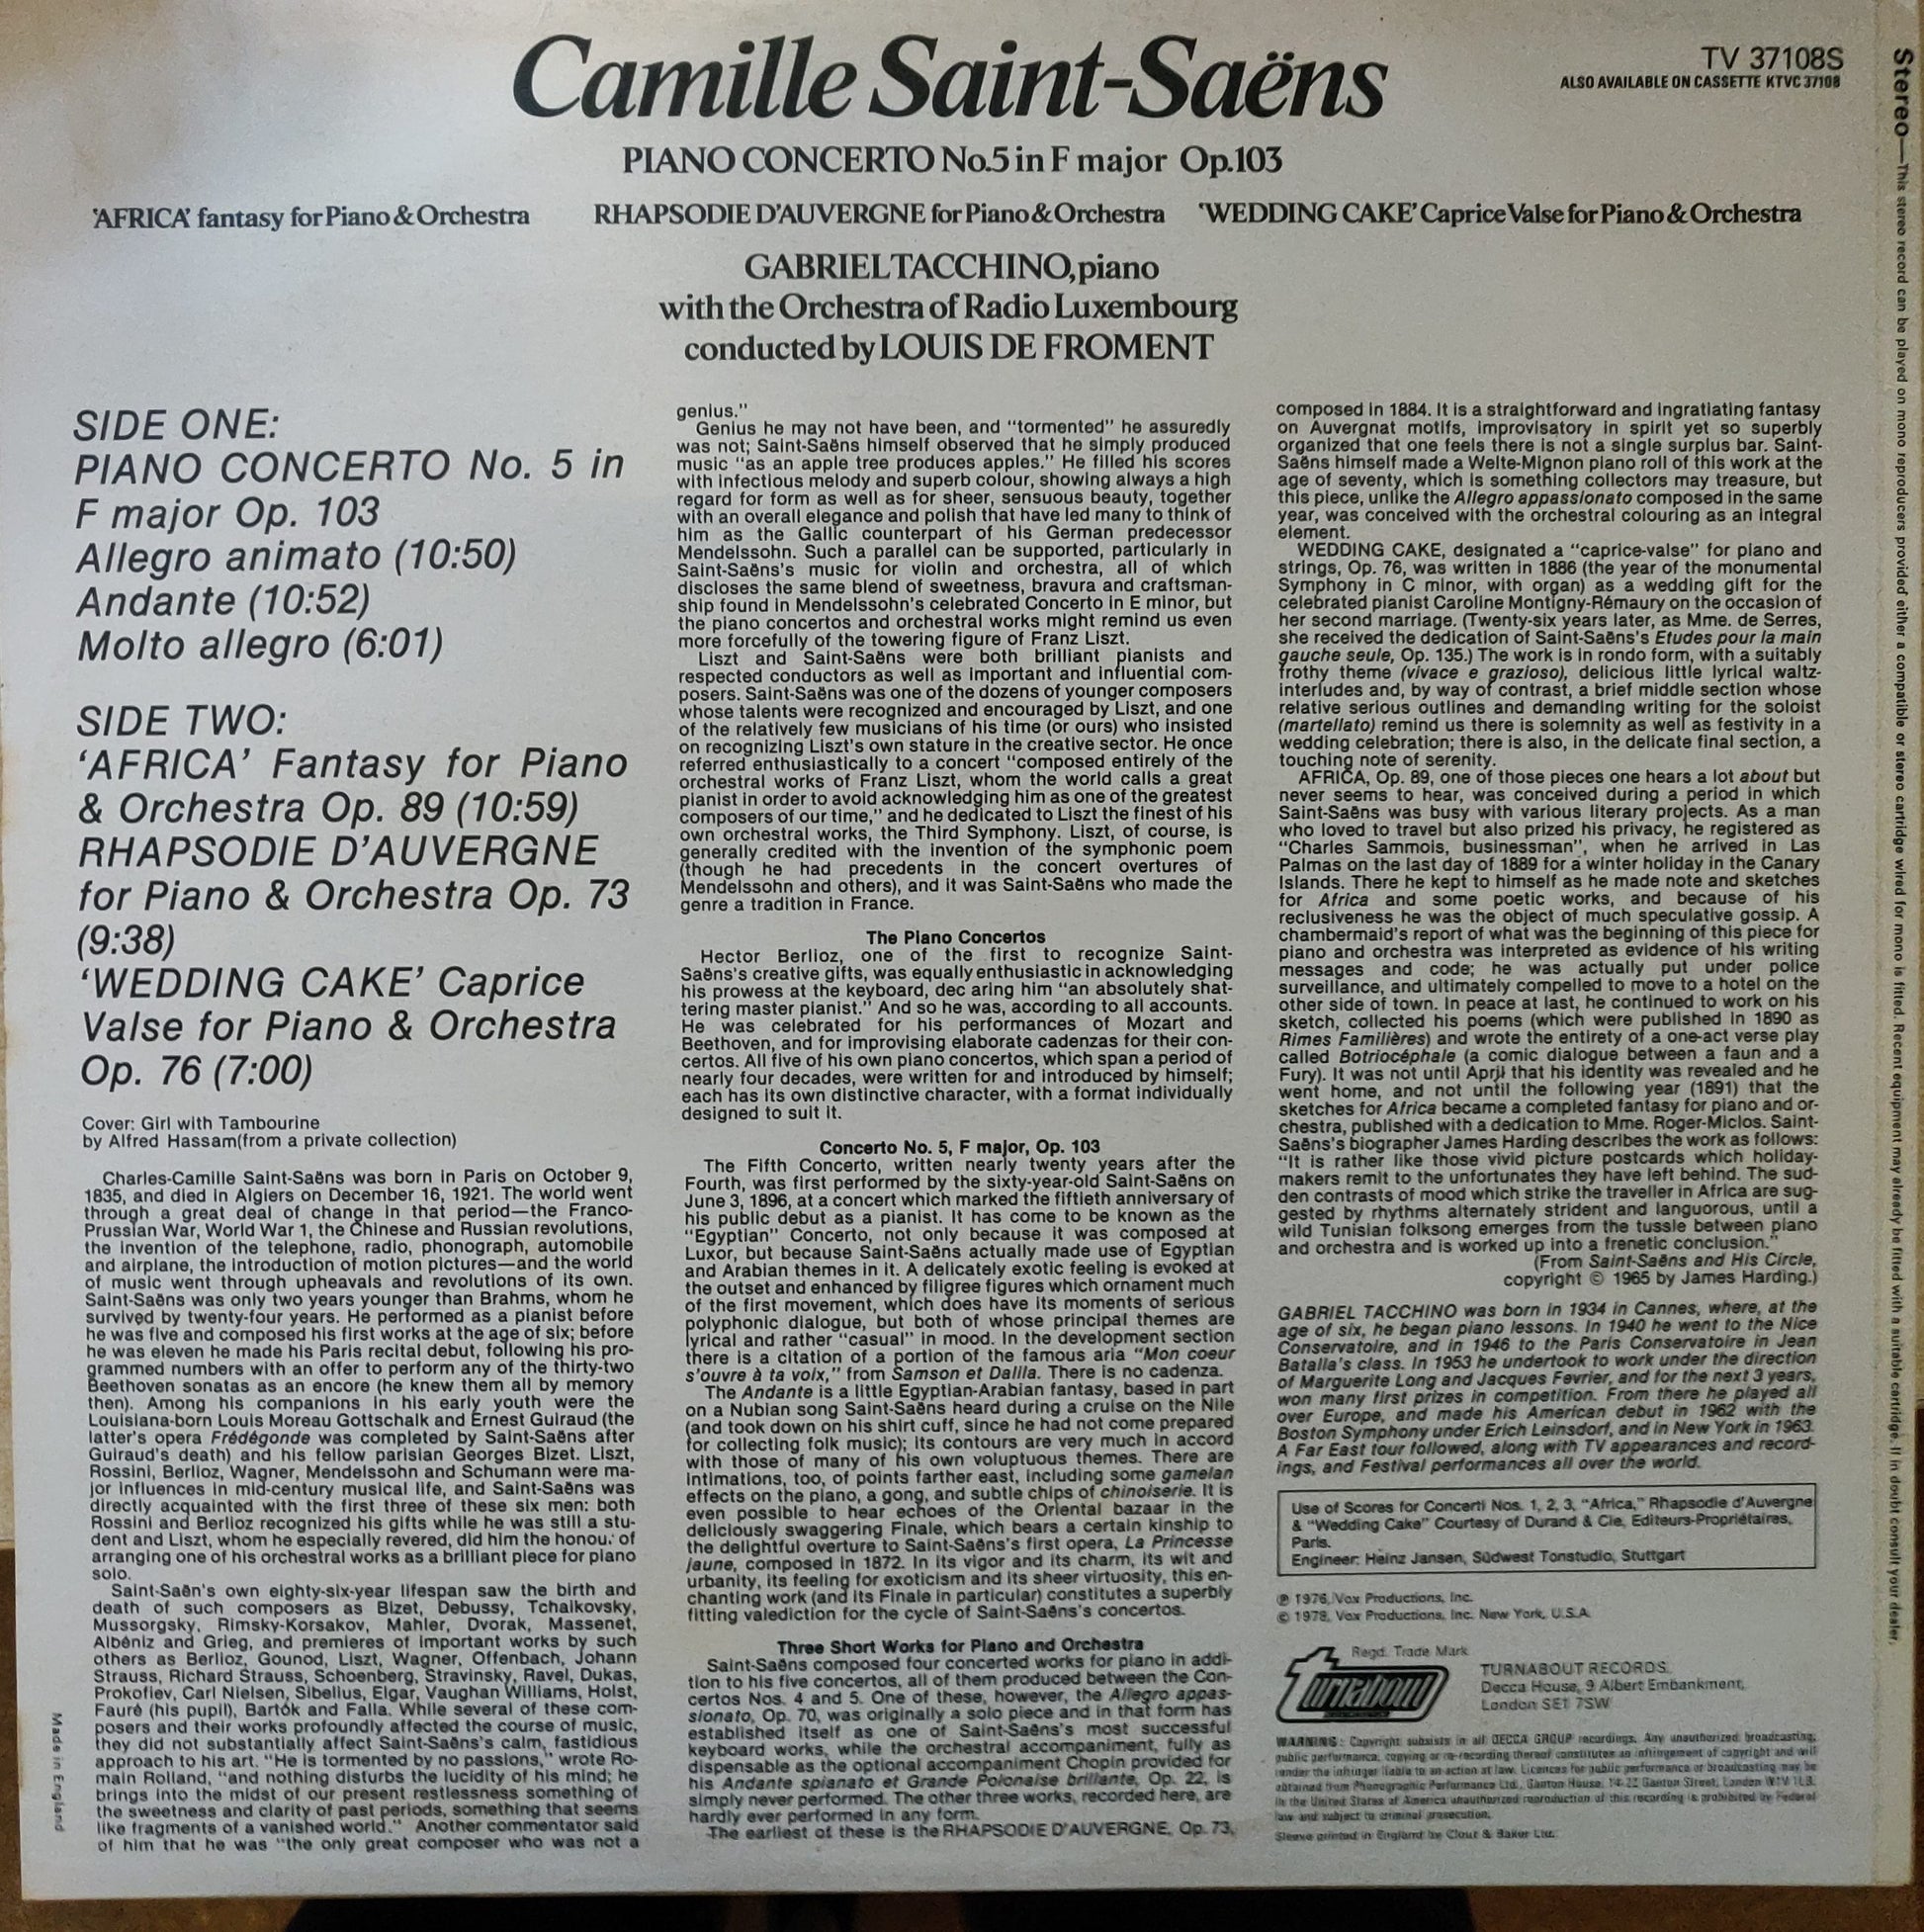 Camille Saint-Saëns
TV 37108S
ALSO AVAILABLE ON CASSETTE KTVC 37108
PIANO CONCERTO No.5 in F major Op.103
'AFRICA' fantasy for Piano & Orchestra
RHAPSODIE D'AUVERGNE for Piano & Orchestra
'WEDDING CAKE' Caprice Valse for Piano & Orchestra
GABRIEL TACCHINO, piano
with the Orchestra of Radio Luxembourg
conducted by LOUIS DE FROMENT
SIDE ONE:
PIANO CONCERTO No. 5 in
F major Op. 103
Allegro animato (10:50)
Andante (10:52)
Molto allegro (6:01)
SIDE TWO:
'AFRICA' Fantasy for Piano
& Orchestra Op. 89 (10:59)
RHAPSODIE D'AUVERGNE
for Piano & Orchestra Op. 73
(9:38)
'WEDDING CAKE' Caprice
Valse for Piano & Orchestra
Op. 76 (7:00)
Cover: Girl with Tambourine
by Alfred Hassam(from a private collection)
Charles-Camille Saint-Saëns was born in Paris on October 9,
1835, and died in Algiers on December 16, 1921. The world went
through a great deal of change in that period—the Franco-
Prussian War, World War 1, the Chinese and Russian revolutions,
the invention of the telephone, radio, phonograph, automobile
and airplane, the introduction of motion pictures—and the world
of music went through upheavals and revolutions of its own.
Saint-Saëns was only two years younger than Brahms, whom he
survived by twenty-four years. He performed as a pianist before
he was five and composed his first works at the age of six; before
he was eleven he made his Paris recital debut, following his pro-
grammed numbers with an offer to perform any of the thirty-two
Beethoven sonatas as an encore (he knew them all by memory
then). Among his companions in his early youth were the
Louisiana-born Louis Moreau Gottschalk and Ernest Guiraud (the
latter's opera Frédégonde was completed by Saint-Saëns after
Guiraud's death) and his fellow parisian Georges Bizet. Liszt,
Rossini, Berlioz, Wagner, Mendelssohn and Schumann were ma-
jor influences in mid-century musical life, and Saint-Saëns was
directly acquainted with the first three of these six men: both
Rossini and Berlioz recognized his gifts while he was still a stu-
dent and Liszt, whom he especially revered, did him the honour of
arranging one of his orchestral works as a brilliant piece for piano
solo.
Saint-Saën's own eighty-six-year lifespan saw the birth and
death of such composers as Bizet, Debussy, Tchaikovsky,
Mussorgsky, Rimsky-Korsakov, Mahler, Dvorak, Massenet,
Albéniz and Grieg, and premieres of important works by such
others as Berlioz, Gounod, Liszt, Wagner, Offenbach, Johann
Strauss, Richard Strauss, Schoenberg, Stravinsky, Ravel, Dukas,
Prokofiev, Carl Nielsen, Sibelius, Elgar, Vaughan Williams, Holst,
Fauré (his pupil), Bartók and Falla. While several of these com-
posers and their works profoundly affected the course of music,
they did not substantially affect Saint-Saëns's calm, fastidious
approach to his art. "He is tormented by no passions," wrote Ro-
main Rolland, "and nothing disturbs the lucidity of his mind; he
brings into the midst of our present restlessness something of
the sweetness and clarity of past periods, something that seems
like fragments of a vanished world." Another commentator said
of him that he was "the only great composer who was not a
genius."
Genius he may not have been, and "tormented" he assuredly
was not; Saint-Saëns himself observed that he simply produced
music "as an apple tree produces apples." He filled his scores
with infectious melody and superb colour, showing always a high
regard for form as well as for sheer, sensuous beauty, together
with an overall elegance and polish that have led many to think of
him as the Gallic counterpart of his German predecessor
Mendelssohn. Such a parallel can be supported, particularly in
Saint-Saëns's music for violin and orchestra, all of which
discloses the same blend of sweetness, bravura and craftsman-
ship found in Mendelssohn's celebrated Concerto in E minor, but
the piano concertos and orchestral works might remind us even
more forcefully of the towering figure of Franz Liszt.
Liszt and Saint-Saëns were both brilliant pianists and
respected conductors as well as important and influential com-
posers. Saint-Saëns was one of the dozens of younger composers
whose talents were recognized and encouraged by Liszt, and one
of the relatively few musicians of his time (or ours) who insisted
on recognizing Liszt's own stature in the creative sector. He once
referred enthusiastically to a concert "composed entirely of the
orchestral works of Franz Liszt, whom the world calls a great
pianist in order to avoid acknowledging him as one of the greatest
composers of our time," and he dedicated to Liszt the finest of his
own orchestral works, the Third Symphony. Liszt, of course, is
generally credited with the invention of the symphonic poem
(though he had precedents in the concert overtures of
Mendelssohn and others), and it was Saint-Saëns who made the
genre a tradition in France.
The Piano Concertos
Hector Berlioz, one of the first to recognize Saint-
Saëns's creative gifts, was equally enthusiastic in acknowledging
his prowess at the keyboard, dec aring him "an absolutely shat-
tering master pianist." And so he was, according to all accounts.
He was celebrated for his performances of Mozart and
Beethoven, and for improvising elaborate cadenzas for their con-
certos. All five of his own piano concertos, which span a period of
nearly four decades, were written for and introduced by himself;
each has its own distinctive character, with a format individually
designed to suit it.
Concerto No. 5, F major, Op. 103
The Fifth Concerto, written nearly twenty years after the
Fourth, was first performed by the sixty-year-old Saint-Saëns on
June 3, 1896, at a concert which marked the fiftieth anniversary of
his public debut as a pianist. It has come to be known as the
"Egyptian" Concerto, not only because it was composed at
Luxor, but because Saint-Saëns actually made use of Egyptian
and Arabian themes in it. A delicately exotic feeling is evoked at
the outset and enhanced by filigree figures which ornament much
of the first movement, which does have its moments of serious
polyphonic dialogue, but both of whose principal themes are
lyrical and rather "casual" in mood. In the development section
there is a citation of a portion of the famous aria "Mon coeur
s'ouvre à ta voix," from Samson et Dalila. There is no cadenza.
The Andante is a little Egyptian-Arabian fantasy, based in part
on a Nubian song Saint-Saëns heard during a cruise on the Nile
(and took down on his shirt cuff, since he had not come prepared
for collecting folk music); its contours are very much in accord
with those of many of his own voluptuous themes. There are
intimations, too, of points farther east, including some gamelan
effects on the piano, a gong, and subtle chips of chinoiserie. It is
even possible to hear echoes of the Oriental bazaar in the
deliciously swaggering Finale, which bears a certain kinship to
the delightful overture to Saint-Saëns's first opera, La Princesse
jaune, composed in 1872. In its vigor and its charm, its wit and
urbanity, its feeling for exoticism and its sheer virtuosity, this en-
chanting work (and its Finale in particular) constitutes a superbly
fitting valediction for the cycle of Saint-Saëns's concertos.
Three Short Works for Piano and Orchestra
Saint-Saëns composed four concerted works for piano in addi-
tion to his five concertos, all of them produced between the Con-
certos Nos. 4 and 5. One of these, however, the Allegro appas-
sionato, Op. 70, was originally a solo piece and in that form has
established itself as one of Saint-Saëns's most successful
keyboard works, while the orchestral accompaniment, fully as
dispensable as the optional accompaniment Chopin provided for
his Andante spianato et Grande Polonaise brillante, Op. 22, is
simply never performed. The other three works, recorded here, are
hardly ever performed in any form.
The earliest of these is the RHAPSODIE D'AUVERGNE, Op. 73,
composed in 1884. It is a straightforward and ingratiating fantasy
on Auvergnat motifs, improvisatory in spirit yet so superbly
organized that one feels there is not a single surplus bar. Saint-
Saëns himself made a Welte-Mignon piano roll of this work at the
age of seventy, which is something collectors may treasure, but
this piece, unlike the Allegro appassionato composed in the same
year, was conceived with the orchestral colouring as an integral
element.
WEDDING CAKE, designated a "caprice-valse" for piano and
strings, Op. 76, was written in 1886 (the year of the monumental
Symphony in C minor, with organ) as a wedding gift for the
celebrated pianist Caroline Montigny-Rémaury on the occasion of
her second marriage. (Twenty-six years later, as Mme. de Serres,
she received the dedication of Saint-Saëns's Etudes pour la main
gauche seule, Op. 135.) The work is in rondo form, with a suitably
frothy theme (vivace e grazioso), delicious little lyrical waltz-
interludes and, by way of contrast, a brief middle section whose
relative serious outlines and demanding writing for the soloist
(martellato) remind us there is solemnity as well as festivity in a
wedding celebration; there is also, in the delicate final section, a
touching note of serenity.
AFRICA, Op. 89, one of those pieces one hears a lot about but
never seems to hear, was conceived during a period in which
Saint-Saëns was busy with various literary projects. As a man
who loved to travel but also prized his privacy, he registered as
"Charles Sammois, businessman", when he arrived in Las
Palmas on the last day of 1889 for a winter holiday in the Canary
Islands. There he kept to himself as he made note and sketches
for Africa and some poetic works, and because of his
reclusiveness he was the object of much speculative gossip. A
chambermaid's report of what was the beginning of this piece for
piano and orchestra was interpreted as evidence of his writing
messages and code; he was actually put under police
surveillance, and ultimately compelled to move to a hotel on the
other side of town. In peace at last, he continued to work on his
sketch, collected his poems (which were published in 1890 as
Rimes Familières) and wrote the entirety of a one-act verse play
called Botriocéphale (a comic dialogue between a faun and a
Fury). It was not until April that his identity was revealed and he
went home, and not until the following year (1891) that the
sketches for Africa became a completed fantasy for piano and or-
chestra, published with a dedication to Mme. Roger-Miclos. Saint-
Saëns's biographer James Harding describes the work as follows:
"It is rather like those vivid picture postcards which holiday-
makers remit to the unfortunates they have left behind. The sud-
den contrasts of mood which strike the traveller in Africa are sug-
gested by rhythms alternately strident and languorous, until a
wild Tunisian folksong emerges from the tussle between piano
and orchestra and is worked up into a frenetic conclusion."
(From Saint-Saëns and His Circle,
copyright © 1965 by James Harding.)
GABRIEL TACCHINO was born in 1934 in Cannes, where, at the
age of six, he began piano lessons. In 1940 he went to the Nice
Conservatoire, and in 1946 to the Paris Conservatoire in Jean
Batalla's class. In 1953 he undertook to work under the direction
of Marguerite Long and Jacques Fevrier, and for the next 3 years,
won many first prizes in competition. From there he played all
over Europe, and made his American debut in 1962 with the
Boston Symphony under Erich Leinsdorf, and in New York in 1963.
A Far East tour followed, along with TV appearances and record-
ings, and Festival performances all over the world.
Use of Scores for Concerti Nos. 1, 2, 3, "Africa," Rhapsodie d'Auvergne
& "Wedding Cake" Courtesy of Durand & Cie, Editeurs-Propriétaires,
Paris.
Engineer: Heinz Jansen, Südwest Tonstudio, Stuttgart
℗ 1976, Vox Productions, Inc.
© 1978, Vox Productions, Inc. New York, U.S.A.
Regd. Trade Mark
Turnabout
TURNABOUT RECORDS.
Decca House, 9 Albert Embankment,
London SE1 7SW
WARNING: Copyright subsists in all DECCA GROUP recordings. Any unauthorized broadcasting,
public performance, copying or re-recording thereof constitutes an infringement of copyright and will
render the infringer liable to an action at law. Licences for public performance or broadcasting may be
obtained from Phonographic Performance Ltd., Ganton House, 14-22 Ganton Street, London W1V 1LB.
In the United States of America unauthorized reproduction of this recording is prohibited by Federal
law and subject to criminal prosecution.
Sleeve printed in England by Clout & Baker Ltd.
Made in England
Stereo—This stereo record can be played on mono reproducers provided either a compatible or stereo cartridge wired for mono is fitted. Recent equipment may already be fitted with a suitable cartridge. If in doubt consult your dealer.